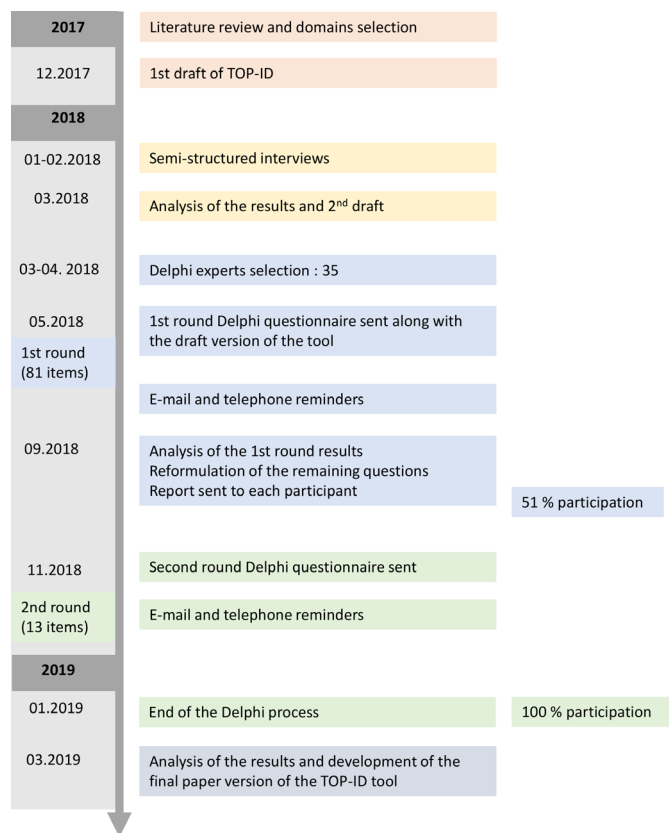 2017
Literature review and domains selection
12.2017
1st draft of TOP-ID
2018
01-02.2018
Semi-structured interviews
03.2018
Analysis of the results and 2nd draft
03-04. 2018
Delphi experts selection : 35
05.2018
1st round Delphi questionnaire sent along with
the draft version of the tool
1st round
(81 items)
E-mail and telephone reminders
09.2018
Analysis of the 1st round results
Reformulation of the remaining questions
Report sent to each participant
51 % participation
11.2018
Second round Delphi questionnaire sent
2nd round
(13 items)
E-mail and telephone reminders
2019
01.2019
End of the Delphi process
100 % participation
03.2019
Analysis of the results and development of the
final paper version of the TOP-ID tool